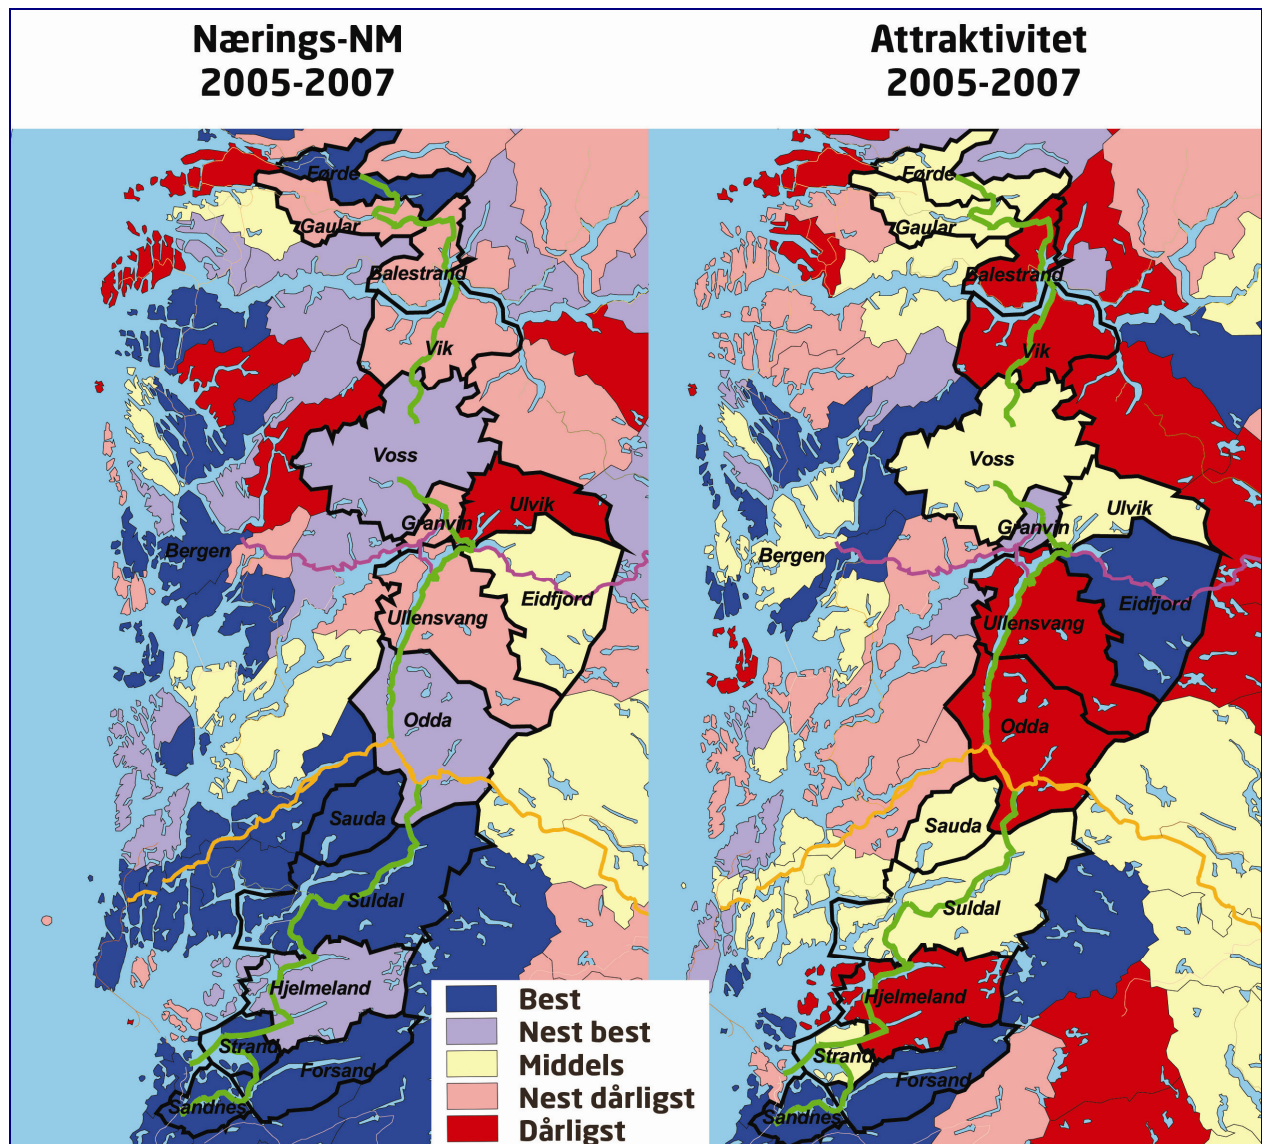 Nærings-NM
2005-2007
Førde
Gaular
Balestrand
Vik
Voss
Ulvik
Granvin
Bergen
Eidfjord
Ullensvang
Odda
Sauda
Suldal
Hjelmeland
Strand
Forsand
Sandnes
Attraktivitet
2005-2007
Førde
Gaular
Balestrand
Vik
Voss
Ulvik
Granvin
Bergen
Eidfjord
Ullensvang
Odda
Sauda
Suldal
Hjelmeland
Strand
Forsand
Sandnes
Best
Nest best
Middels
Nest dårligst
Dårligst